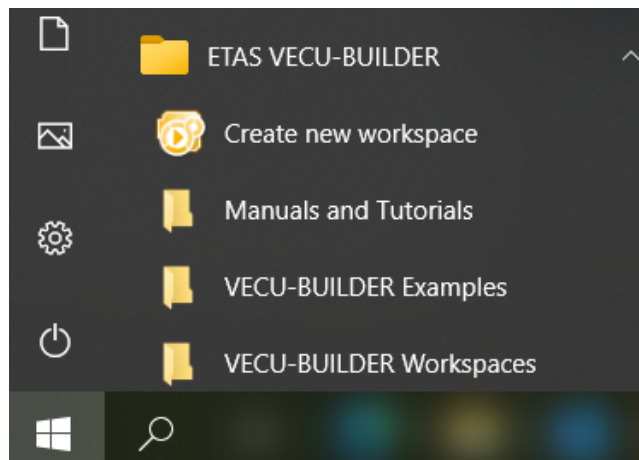 ETAS VECU-BUILDER
Create new workspace
Manuals and Tutorials
VECU-BUILDER Examples
VECU-BUILDER Workspaces